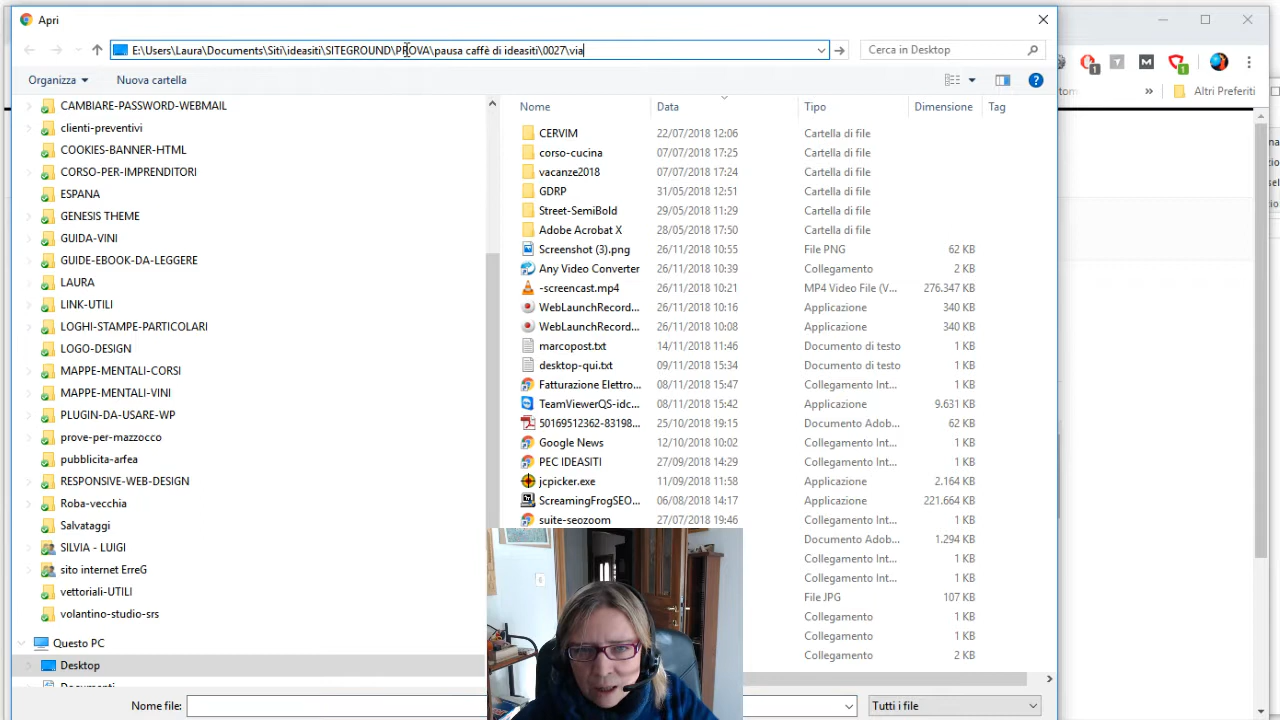 Apri
E:\Users\Laura\Documents\Siti\ideasiti\SITEGROUND\PROVA\pausa caffè di ideasiti\0027\via
Cerca in Desktop
1
M
1
Organizza
Nuova cartella
»
Altri Preferiti
CAMBIARE-PASSWORD-WEBMAIL
clienti-preventivi
COOKIES-BANNER-HTML
CORSO-PER-IMPRENDITORI
ESPANA
GENESIS THEME
GUIDA-VINI
GUIDE-EBOOK-DA-LEGGERE
LAURA
LINK-UTILI
LOGHI-STAMPE-PARTICOLARI
LOGO-DESIGN
MAPPE-MENTALI-CORSI
MAPPE-MENTALI-VINI
PLUGIN-DA-USARE-WP
prove-per-mazzocco
pubblicita-arfea
RESPONSIVE-WEB-DESIGN
Roba-vecchia
Salvataggi
SILVIA - LUIGI
sito internet ErreG
vettoriali-UTILI
volantino-studio-srs
Questo PC
Desktop
Nome Data Tipo Dimensione Tag
CERVIM 22/07/2018 12:06 Cartella di file
corso-cucina 07/07/2018 17:25 Cartella di file
vacanze2018 07/07/2018 17:24 Cartella di file
GDRP 31/05/2018 12:51 Cartella di file
Street-SemiBold 29/05/2018 11:29 Cartella di file
Adobe Acrobat X 28/05/2018 17:50 Cartella di file
Screenshot (3).png 26/11/2018 10:55 File PNG 62 KB
Any Video Converter 26/11/2018 10:39 Collegamento 2 KB
-screencast.mp4 26/11/2018 10:21 MP4 Video File (V... 276.347 KB
WebLaunchRecord... 26/11/2018 10:16 Applicazione 340 KB
WebLaunchRecord... 26/11/2018 10:08 Applicazione 340 KB
marcopost.txt 14/11/2018 11:46 Documento di testo 1 KB
desktop-qui.txt 09/11/2018 15:34 Documento di testo 1 KB
Fatturazione Elettro... 08/11/2018 15:47 Collegamento Int... 1 KB
TeamViewerQS-idc... 08/11/2018 15:42 Applicazione 9.631 KB
50169512362-83198... 25/10/2018 19:15 Documento Adob... 62 KB
Google News 12/10/2018 10:02 Collegamento Int... 1 KB
PEC IDEASITI 27/09/2018 14:29 Collegamento Int... 1 KB
jcpicker.exe 11/09/2018 11:58 Applicazione 2.164 KB
ScreamingFrogSEO... 06/08/2018 14:17 Applicazione 221.664 KB
suite-seozoom 27/07/2018 19:46 Collegamento Int... 1 KB
Documento Adob... 1.294 KB
Collegamento Int... 1 KB
Collegamento Int... 1 KB
File JPG 107 KB
Collegamento 1 KB
Collegamento 1 KB
Collegamento 2 KB
Nome file:
Tutti i file